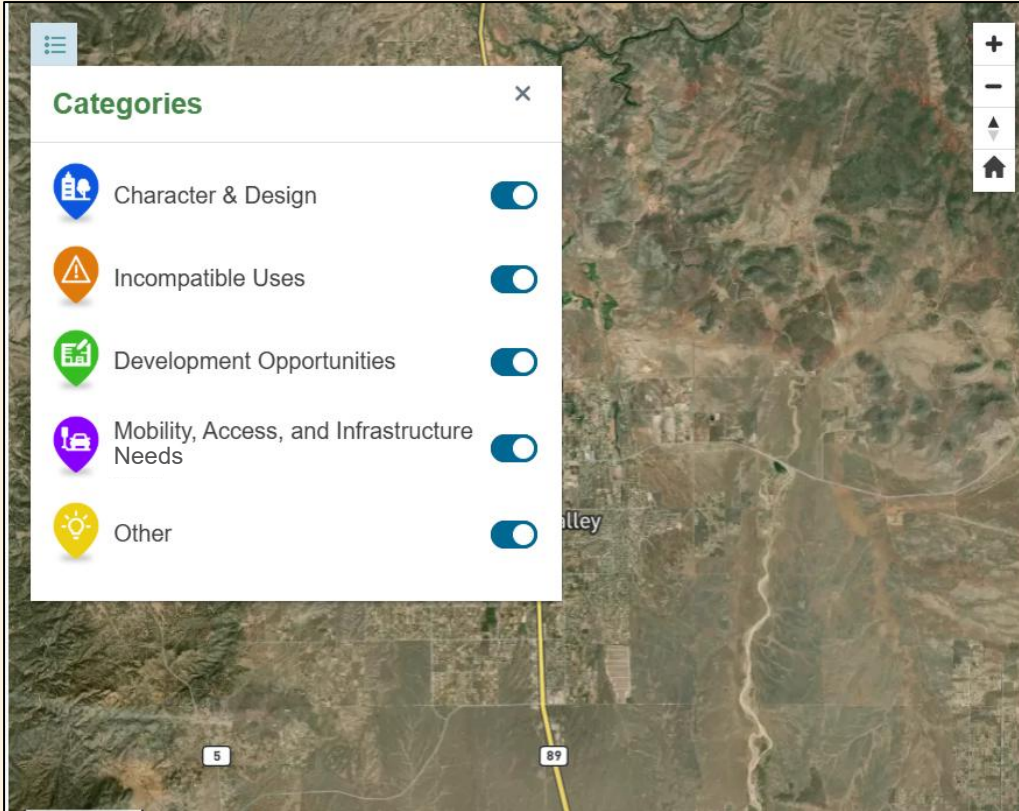 Categories
Character & Design
Incompatible Uses
Development Opportunities
Mobility, Access, and Infrastructure
Needs
Other
alley
5
89